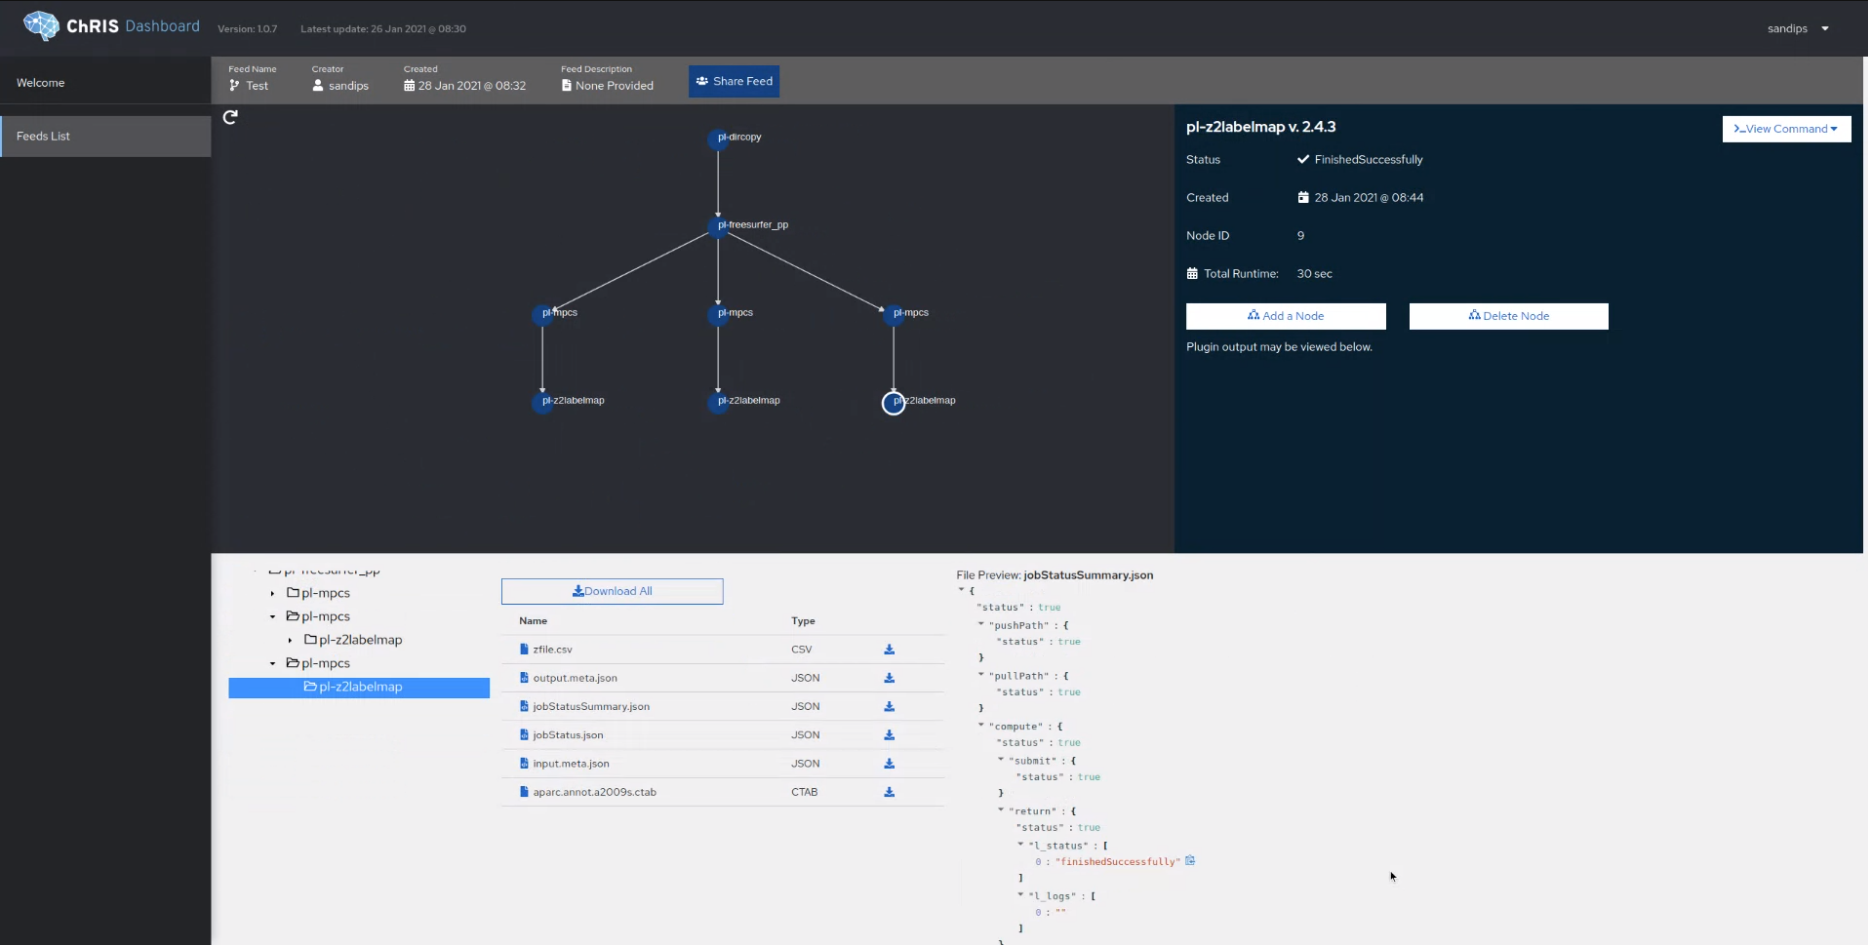 ChRIS Dashboard Version: 1.0.7 Latest update: 26 Jan 2021 @ 08:30 sandips
Welcome
Feeds List
Feed Name Creator Created Feed Description
Test sandips 28 Jan 2021 @ 08:32 None Provided
Share Feed
pl-dircopy
pl-freesurfer_pp
pl-mpcs pl-mpcs pl-mpcs
pl-z2labelmap pl-z2labelmap pl-z2labelmap
pl-z2labelmap v. 2.4.3
>_View Command
Status FinishedSuccessfully
Created 28 Jan 2021 @ 08:44
Node ID 9
Total Runtime: 30 sec
Add a Node Delete Node
Plugin output may be viewed below.
pl-freesurfer_pp
pl-mpcs
pl-mpcs
pl-z2labelmap
pl-mpcs
pl-z2labelmap
Download All
Name Type
zfile.csv CSV
output.meta.json JSON
jobStatusSummary.json JSON
jobStatus.json JSON
input.meta.json JSON
aparc.annot.a2009s.ctab CTAB
File Preview: jobStatusSummary.json
{
"status" : true
"pushPath" : {
"status" : true
}
"pullPath" : {
"status" : true
}
"compute" : {
"status" : true
"submit" : {
"status" : true
}
"return" : {
"status" : true
"l_status" : [
0 : "finishedSuccessfully"
]
"l_logs" : [
0 : ""
]
}